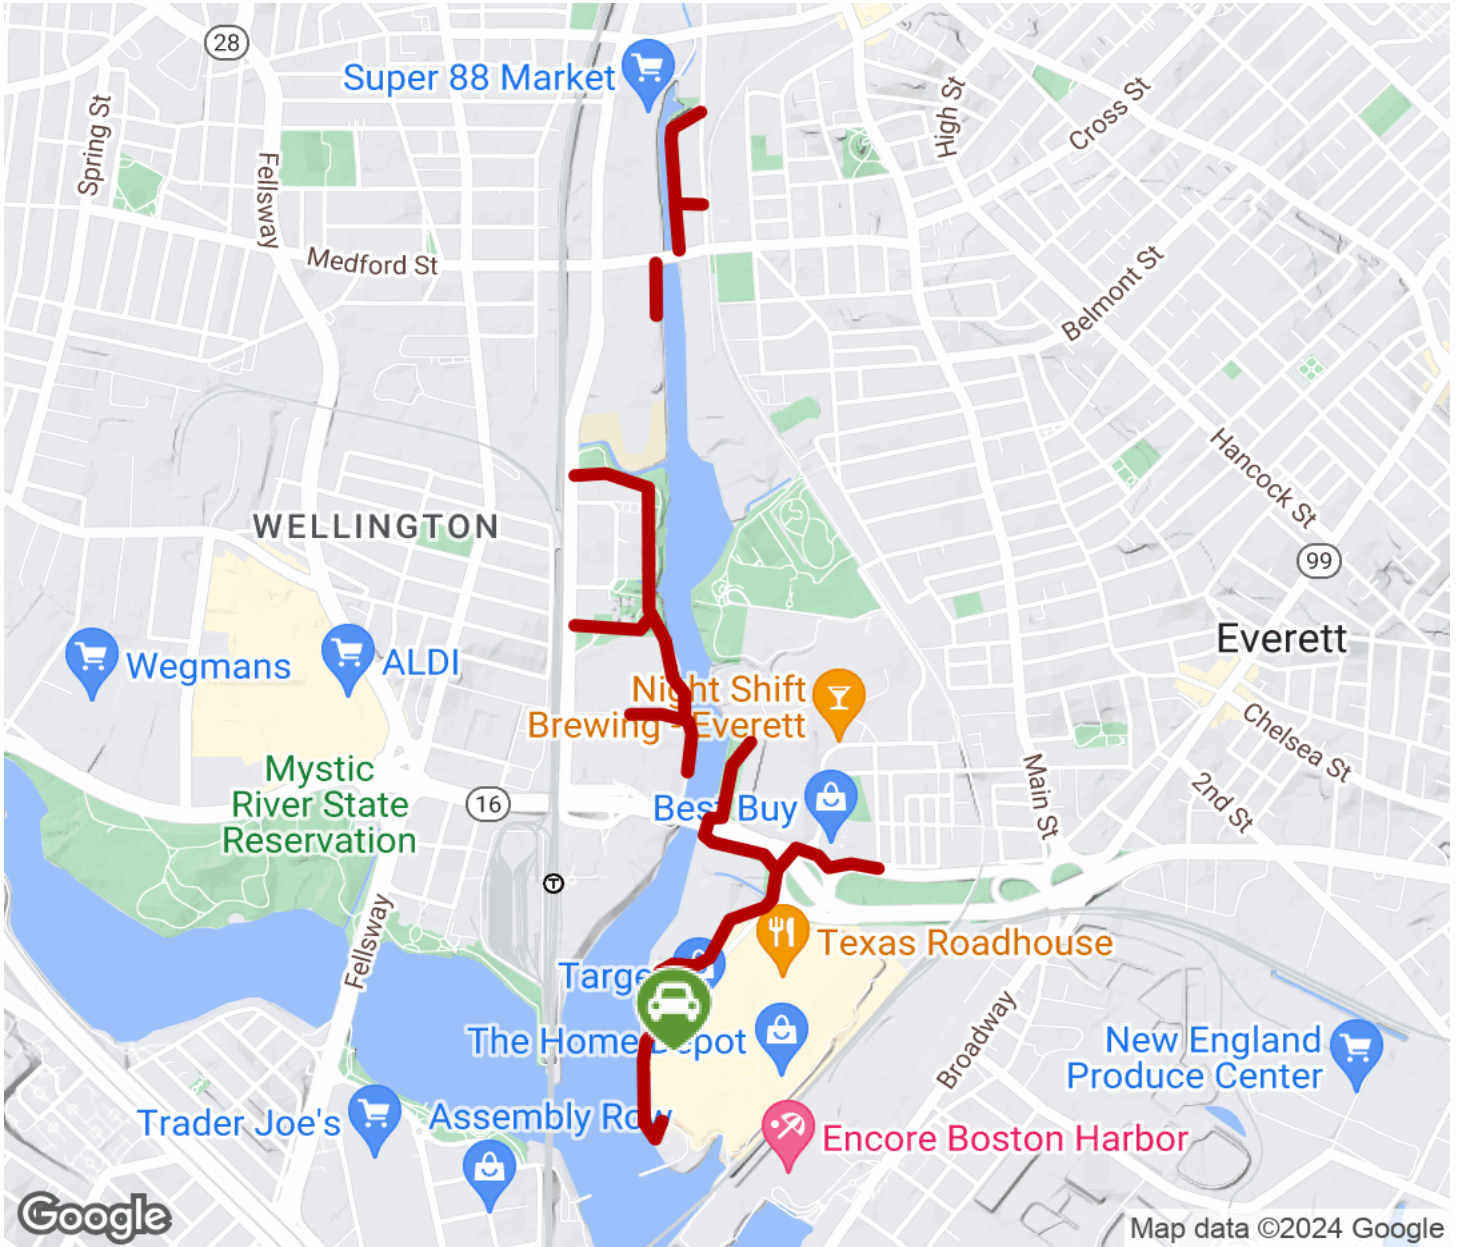 28
Super 88 Market
Spring St
Fellsway
High St
Cross St
Medford St
Belmont St
Hancock St
WELLINGTON
99
Everett
Wegmans
ALDI
Night Shift
Brewing - Everett
Chelsea St
Mystic
River State
Reservation
16
Best Buy
Main St
2nd St
T
Fellsway
Texas Roadhouse
Targe
The Home Depot
Broadway
New England
Produce Center
Trader Joe's
Assembly Row
Encore Boston Harbor
Google
Map data ©2024 Google